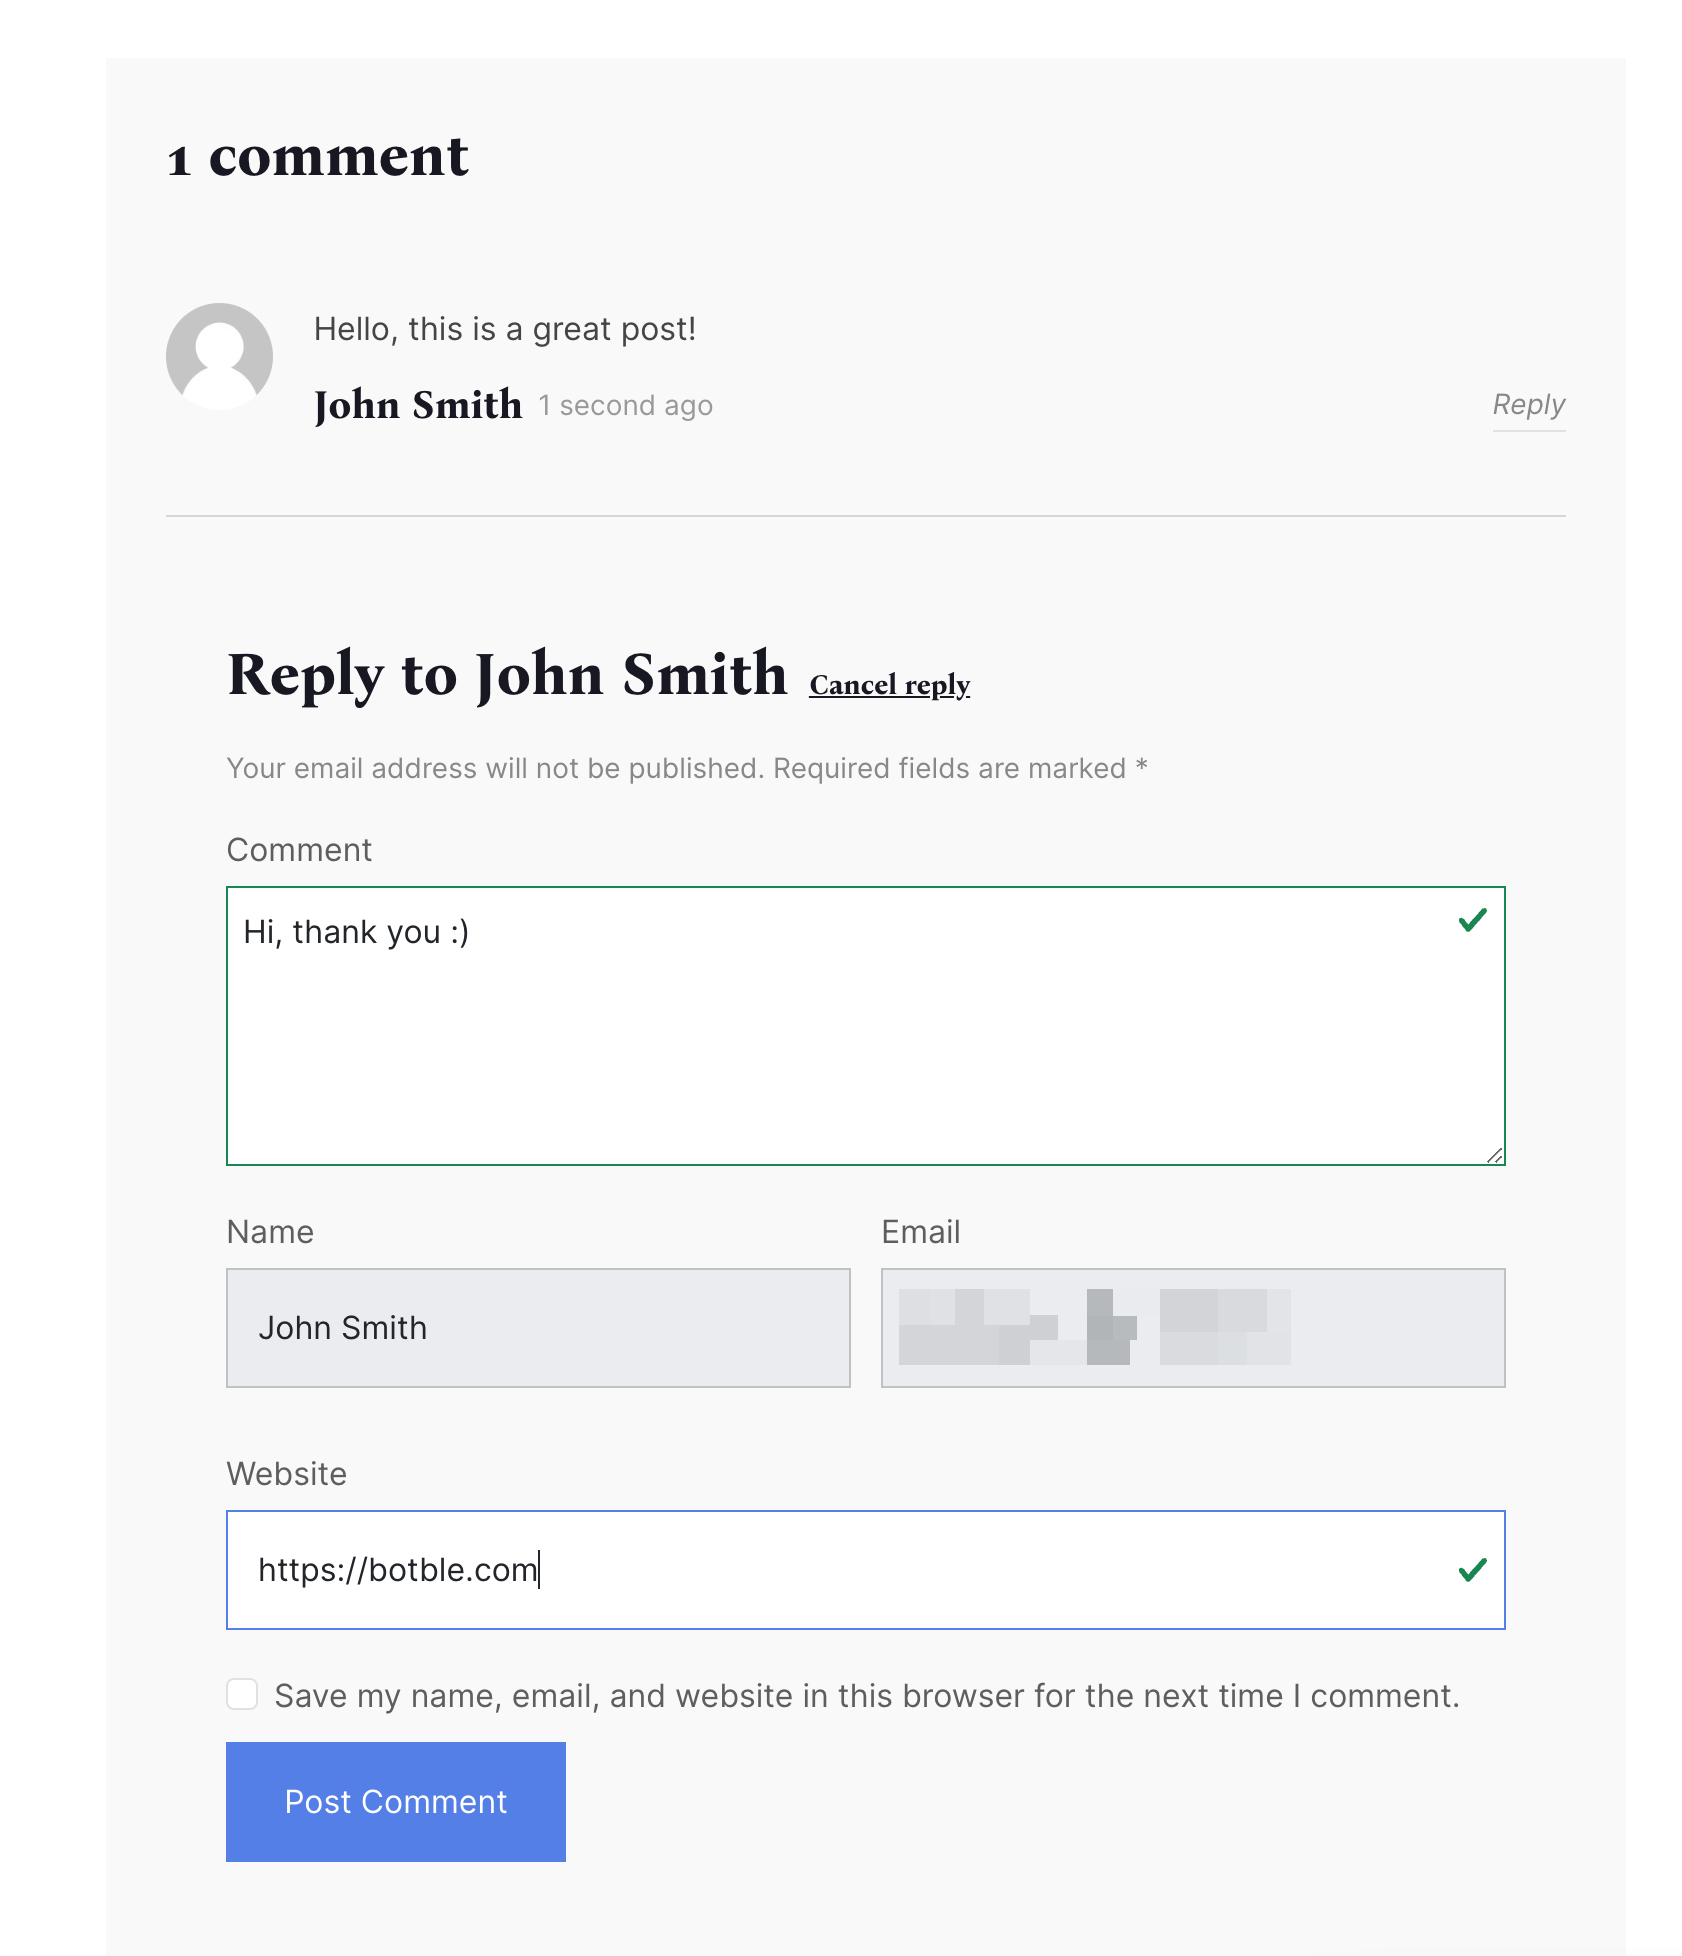 1 comment
Hello, this is a great post!
John Smith 1 second ago
Reply
Reply to John Smith Cancel reply
Your email address will not be published. Required fields are marked *
Comment
Hi, thank you :)
Name
Email
John Smith
Website
https://botble.com
Save my name, email, and website in this browser for the next time I comment.
Post Comment